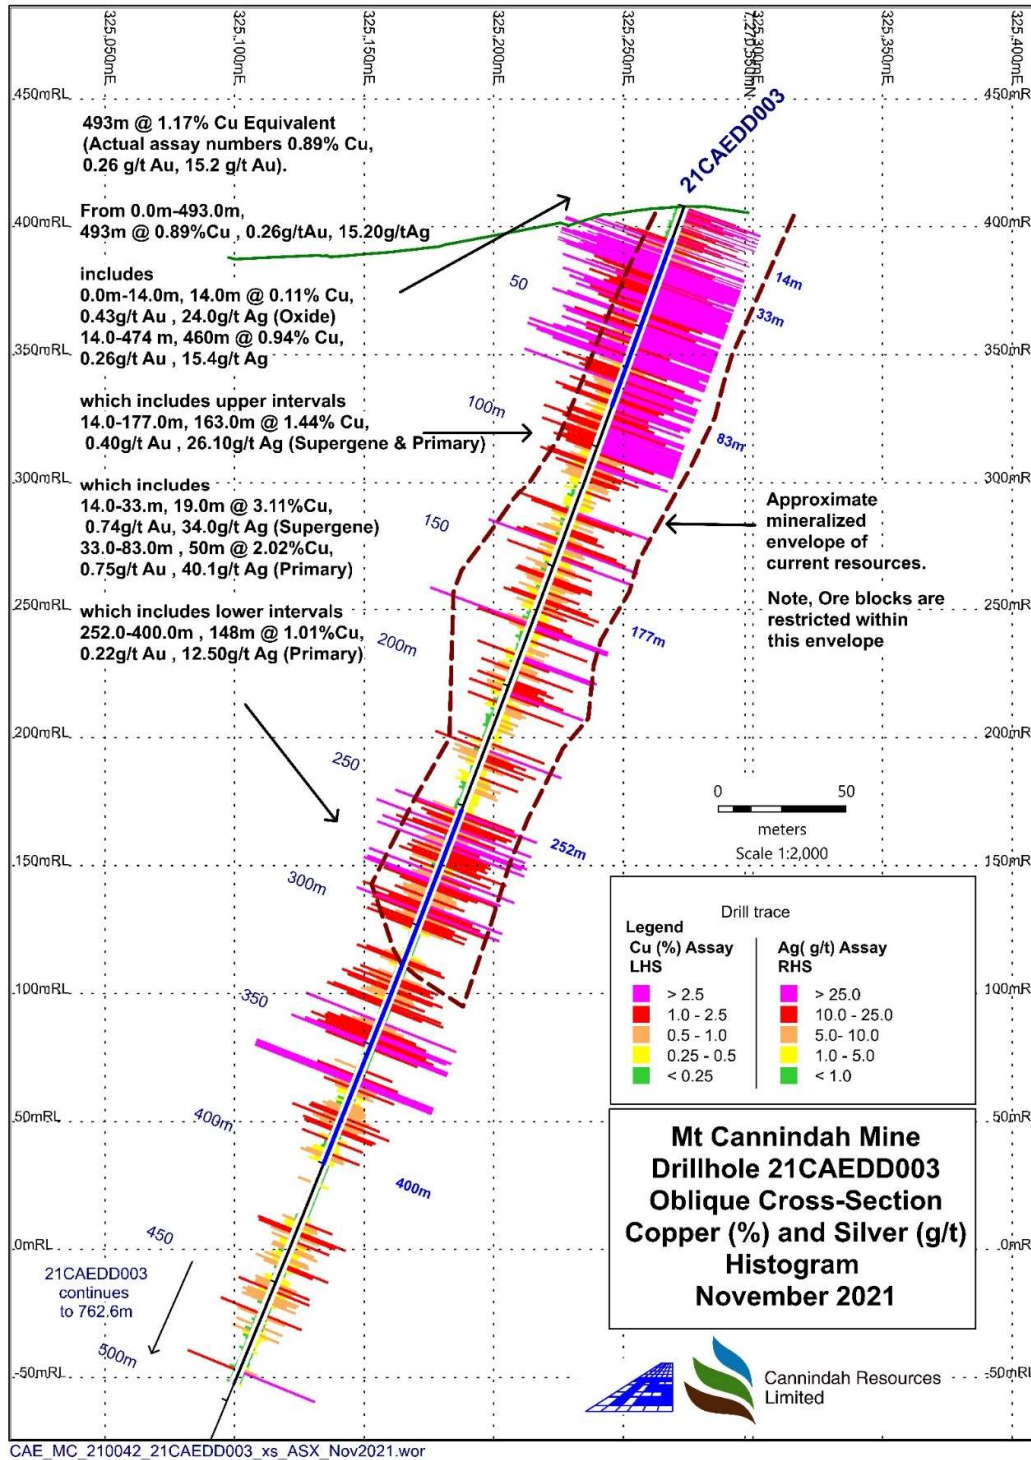 325,050mE
325,100mE
325,150mE
325,200mE
325,250mE
325,300mE
7,270,550mN
325,350mE
325,400mE
450mRL
450mRL
21CAEDD003
493m @ 1.17% Cu Equivalent
(Actual assay numbers 0.89% Cu,
0.26 g/t Au, 15.2 g/t Au).
400mRL
400mRL
From 0.0m-493.0m,
493m @ 0.89%Cu , 0.26g/tAu, 15.20g/tAg
includes
0.0m-14.0m, 14.0m @ 0.11% Cu,
0.43g/t Au , 24.0g/t Ag (Oxide)
14.0-474 m, 460m @ 0.94% Cu,
0.26g/t Au , 15.4g/t Ag
50
14m
33m
350mRL
350mRL
which includes upper intervals
14.0-177.0m, 163.0m @ 1.44% Cu,
0.40g/t Au , 26.10g/t Ag (Supergene & Primary)
100m
83m
300mRL
300mRL
which includes
14.0-33.m, 19.0m @ 3.11%Cu,
0.74g/t Au, 34.0g/t Ag (Supergene)
33.0-83.0m , 50m @ 2.02%Cu,
0.75g/t Au , 40.1g/t Ag (Primary)
150
Approximate
mineralized
envelope of
current resources.
Note, Ore blocks are
restricted within
this envelope
250mRL
250mRL
which includes lower intervals
252.0-400.0m , 148m @ 1.01%Cu,
0.22g/t Au , 12.50g/t Ag (Primary)
200m
177m
200mRL
200mRL
250
0 50
meters
Scale 1:2,000
252m
150mRL
150mRL
300m
Drill trace
Legend
Cu (%) Assay
LHS
> 2.5
1.0 - 2.5
0.5 - 1.0
0.25 - 0.5
< 0.25
Ag( g/t) Assay
RHS
> 25.0
10.0 - 25.0
5.0- 10.0
1.0 - 5.0
< 1.0
100mRL
100mRL
350
50mRL
50mRL
400m
400m
Mt Cannindah Mine
Drillhole 21CAEDD003
Oblique Cross-Section
Copper (%) and Silver (g/t)
Histogram
November 2021
450
0mRL
0mRL
21CAEDD003
continues
to 762.6m
500m
-50mRL
-50mRL
Cannindah Resources
Limited
CAE_MC_210042_21CAEDD003_xs_ASX_Nov2021.wor